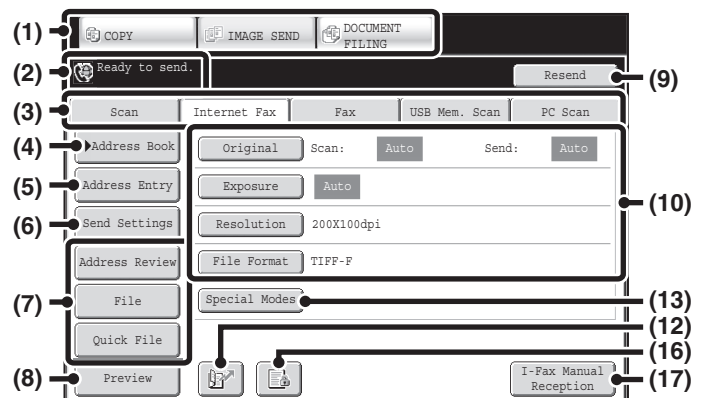 (1) COPY IMAGE SEND DOCUMENT FILING
(2) Ready to send. Resend (9)
(3) Scan Internet Fax Fax USB Mem. Scan PC Scan
(4) Address Book Original Scan: Auto Send: Auto
(5) Address Entry Exposure Auto (10)
(6) Send Settings Resolution 200X100dpi
Address Review File Format TIFF-F
(7) File Special Modes (13)
Quick File (12)
(16)
(8) Preview I-Fax Manual Reception (17)